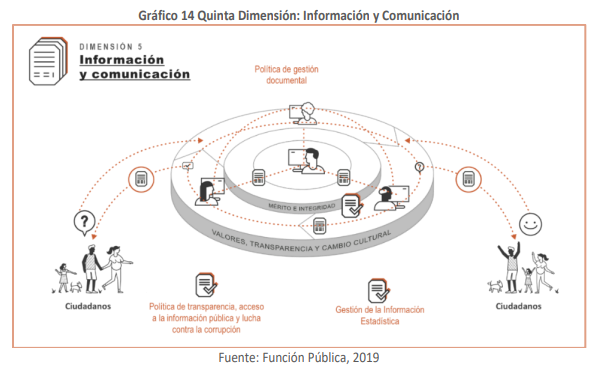 Gráfico 14 Quinta Dimensión: Información y Comunicación
DIMENSIÓN 5
Información
y comunicación
Política de gestión
documental
MÉRITO E INTEGRIDAD
VALORES, TRANSPARENCIA Y CAMBIO CULTURAL
?
?
Ciudadanos
Política de transparencia, acceso
a la información pública y lucha
contra la corrupción
Gestión de la Información
Estadística
Ciudadanos
Fuente: Función Pública, 2019